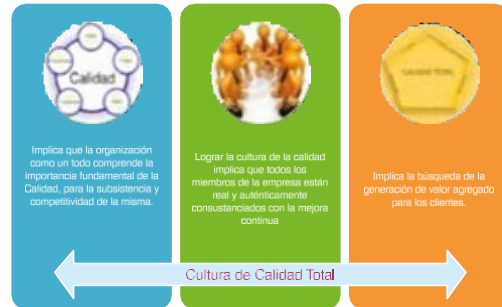 Calidad
CALIDAD TOTAL
Implica que la organización
como un todo comprende la
importancia fundamental de la
Calidad, para la subsistencia y
competitividad de la misma.
Lograr la cultura de la calidad
implica que todos los
miembros de la empresa están
real y auténticamente
consustanciados con la mejora
continua
Implica la búsqueda de la
generación de valor agregado
para los clientes.
Cultura de Calidad Total